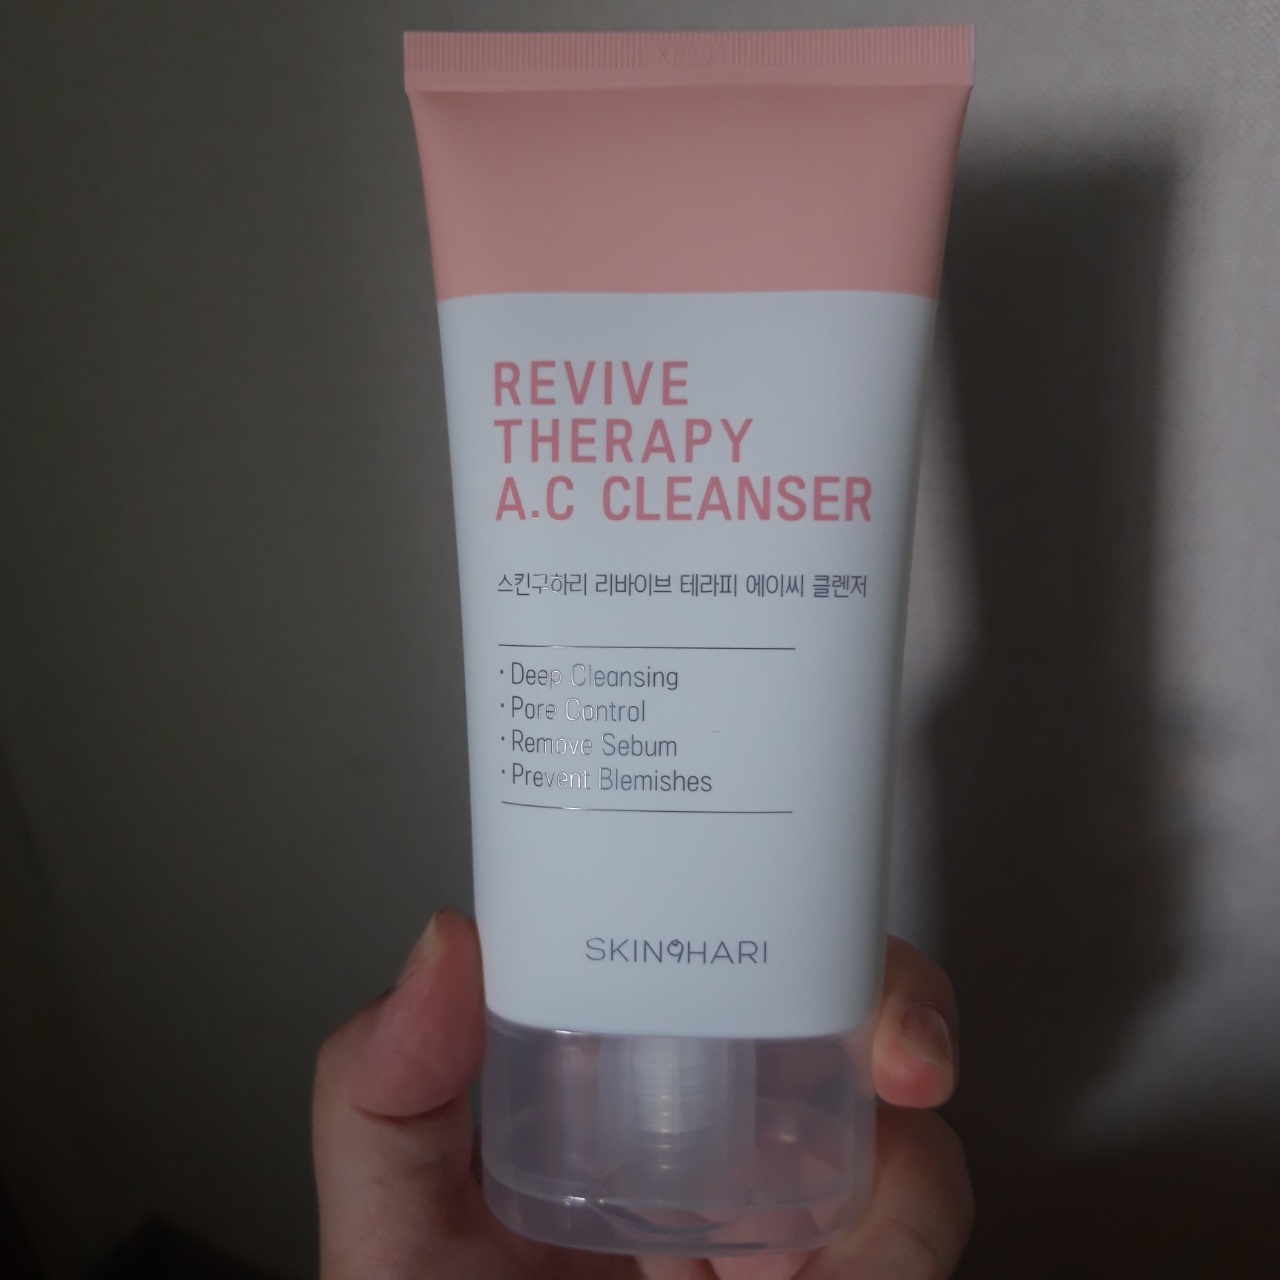 REVIVE
THERAPY
A.C CLEANSER
스킨구하리 리바이브 테라피 에이씨 클렌저
· Deep Cleansing
· Pore Control
· Remove Sebum
· Prevent Blemishes
SKIN9HARI